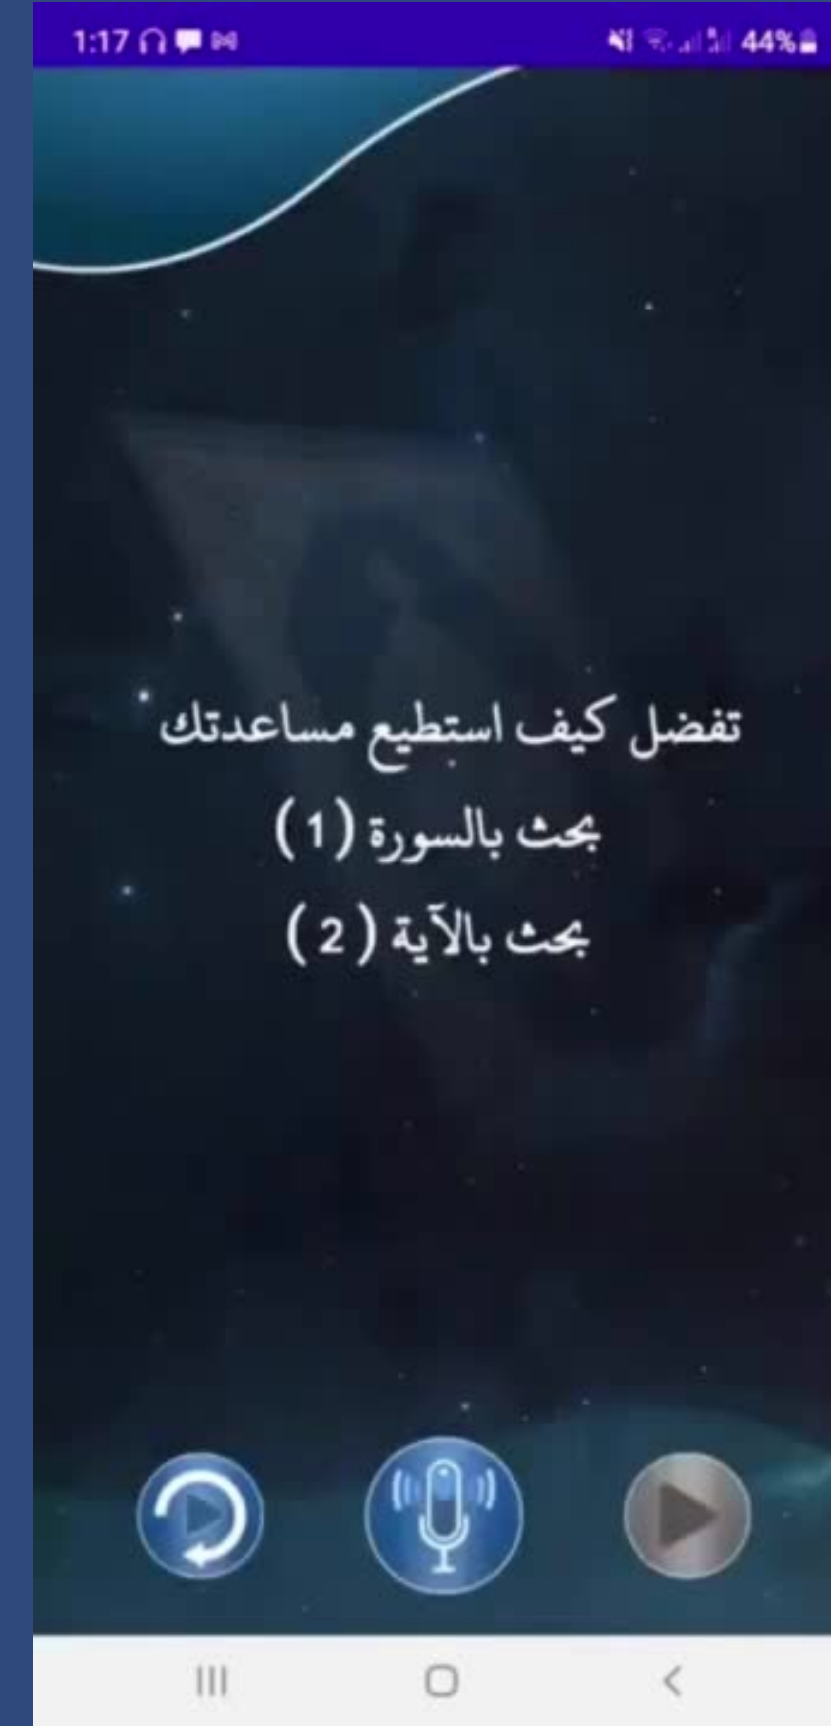 1:17
44%
تفضل كيف استطيع مساعدتك
بحث بالسورة (1)
بحث بالآية (2)